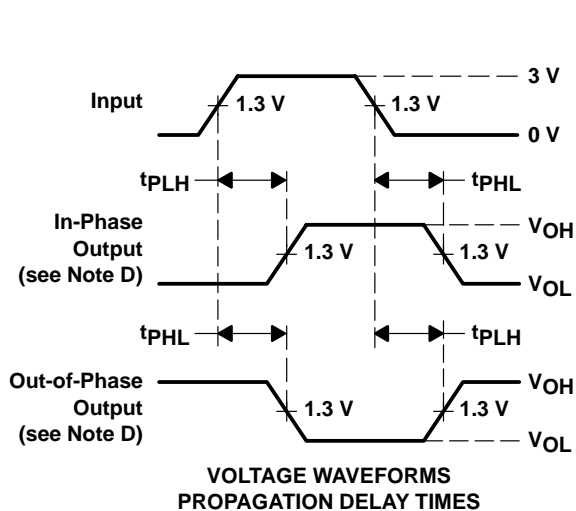 3 V
Input
1.3 V
1.3 V
0 V
tPLH
tPHL
In-Phase
Output
(see Note D)
VOH
1.3 V
1.3 V
VOL
tPHL
tPLH
Out-of-Phase
Output
(see Note D)
VOH
1.3 V
1.3 V
VOL
VOLTAGE WAVEFORMS
PROPAGATION DELAY TIMES